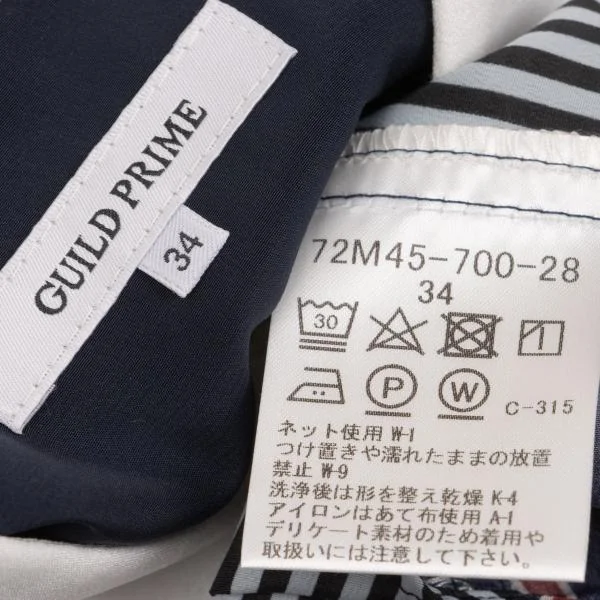 GUILD PRIME
34
72M45-700-28
34
30
P
W
C-315
ネット使用 W-1
つけ置きや濡れたままの放置
禁止 W-9
洗浄後は形を整え乾燥 K-4
アイロンはあて布使用 A-1
デリケート素材のため着用や
取扱いには注意して下さい。